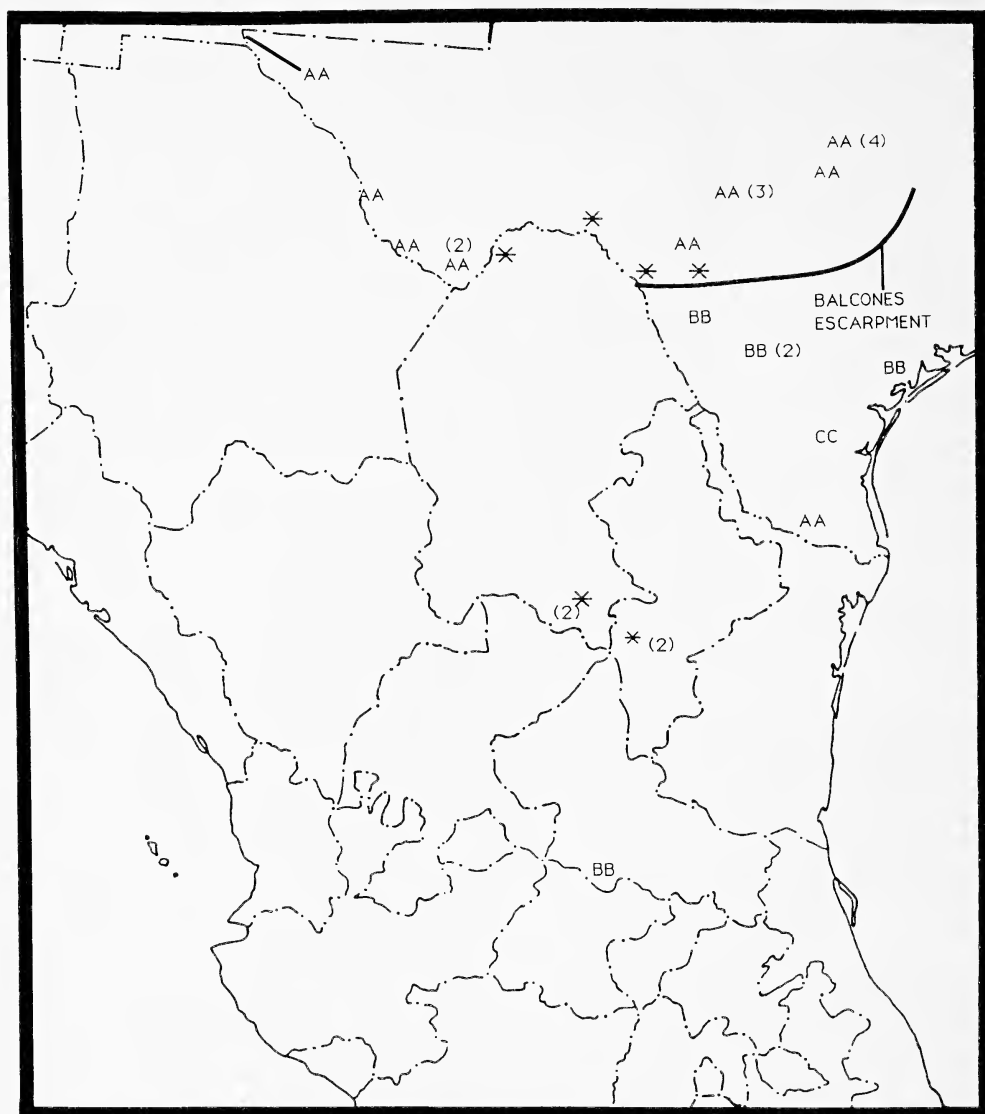 AA
AA (4)
AA
AA (3)
AA
AA (2)
AA
AA
*
*
*
*
BALCONES
ESCARPMENT
BB
BB (2)
BB
CC
AA
*
(2)
* (2)
BB